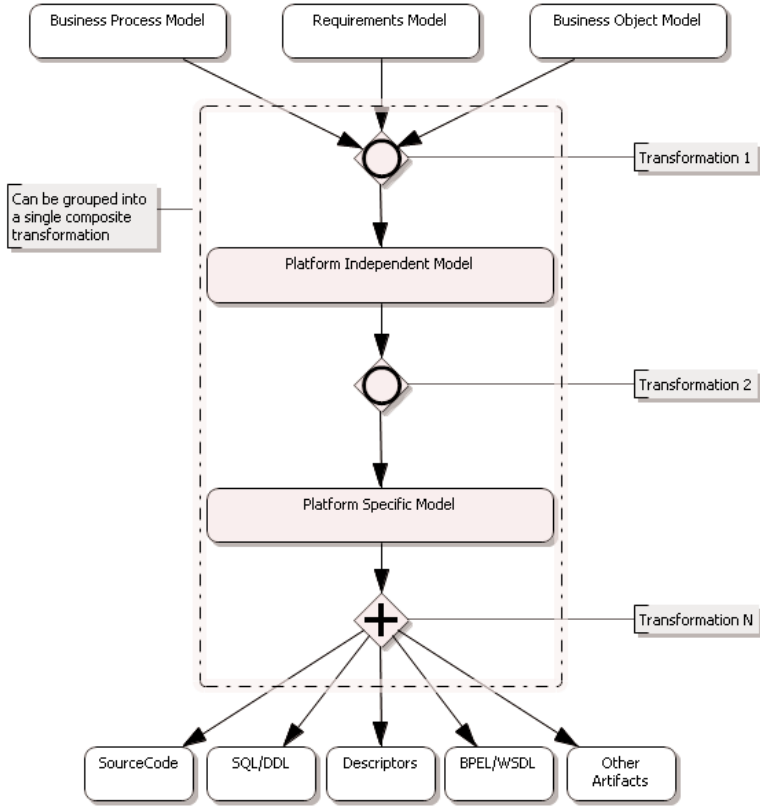 Business Process Model
Requirements Model
Business Object Model
Transformation 1
Can be grouped into
a single composite
transformation
Platform Independent Model
Transformation 2
Platform Specific Model
Transformation N
SourceCode
SQL/DDL
Descriptors
BPEL/WSDL
Other
Artifacts